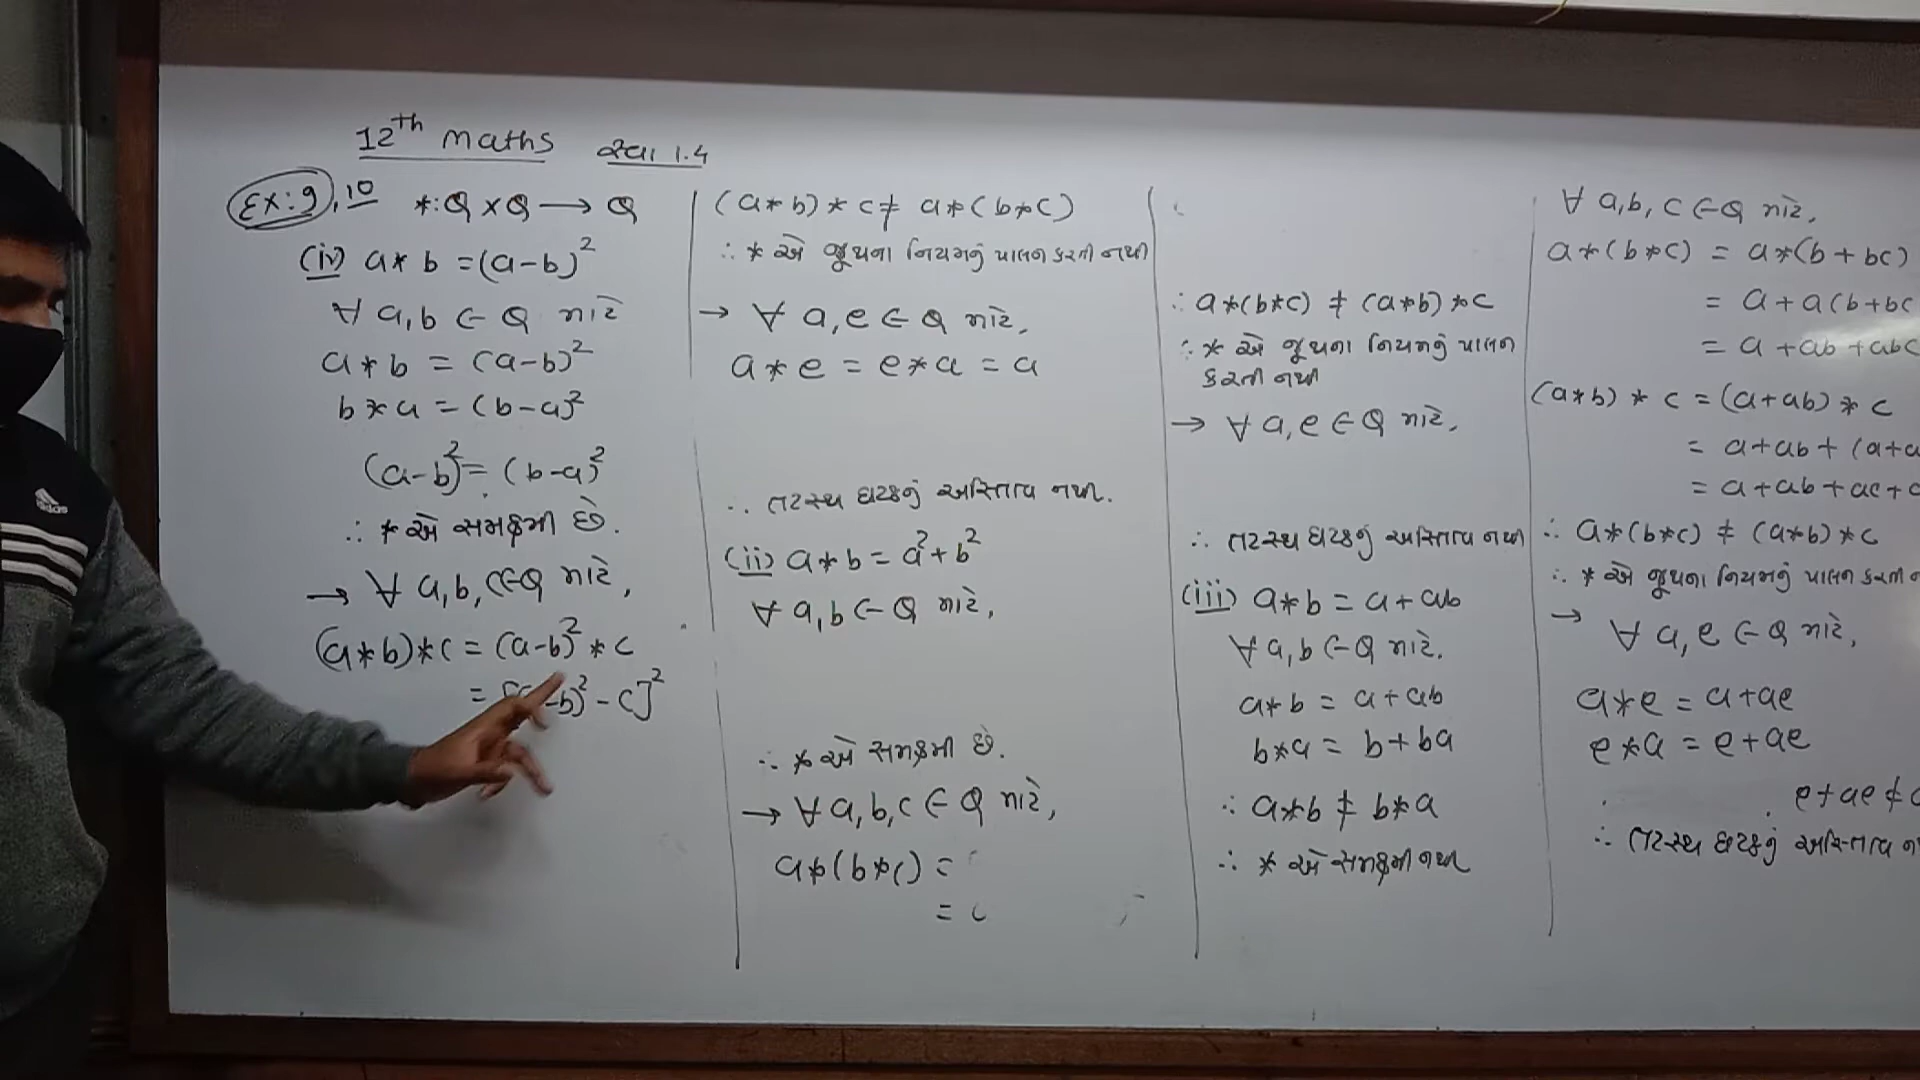 12th maths સ્વા 1.4
Ex: 9, 10 *: Q × Q → Q
(iv) a * b = (a-b)²
∀ a, b ∈ Q માટે
a * b = (a-b)²
b * a = (b-a)²
(a-b)² = (b-a)²
∴ * એ સમક્રમી છે.
→ ∀ a, b, c ∈ Q માટે,
(a * b) * c = (a-b)² * c
= -b)² - c]²
(a * b) * c ≠ a * (b * c)
∴ * એ જૂથના નિયમનું પાલન કરતી નથી
→ ∀ a, e ∈ Q માટે,
a * e = e * a = a
∴ તટસ્થ ઘટકનું અસ્તિત્વ નથી.
(ii) a * b = a² + b²
∀ a, b ∈ Q માટે,
∴ * એ સમક્રમી છે.
→ ∀ a, b, c ∈ Q માટે,
a * (b * c) =
=
∴ a * (b * c) ≠ (a * b) * c
∴ * એ જૂથના નિયમનું પાલન
કરતી નથી
→ ∀ a, e ∈ Q માટે,
∴ તટસ્થ ઘટકનું અસ્તિત્વ નથી
(iii) a * b = a + ab
∀ a, b ∈ Q માટે.
a * b = a + ab
b * a = b + ba
∴ a * b ≠ b * a
∴ * એ સમક્રમી નથી
∀ a, b, c ∈ Q માટે,
a * (b * c) = a * (b + bc)
= a + a(b + bc
= a + ab + abc
(a * b) * c = (a + ab) * c
= a + ab + (a + a
= a + ab + ac +
∴ a * (b * c) ≠ (a * b) * c
∴ * એ જૂથના નિયમનું પાલન કરતી ન
→ ∀ a, e ∈ Q માટે,
a * e = a + ae
e * a = e + ae
e + ae ≠
∴ તટસ્થ ઘટકનું અસ્તિત્વ ન
adidas